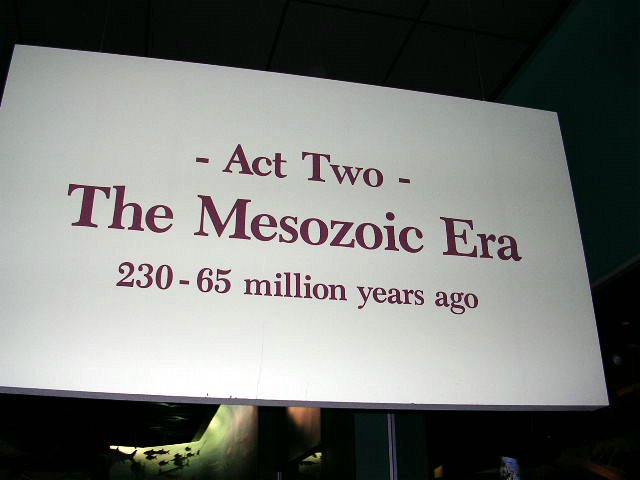 - Act Two -
The Mesozoic Era
230 - 65 million years ago